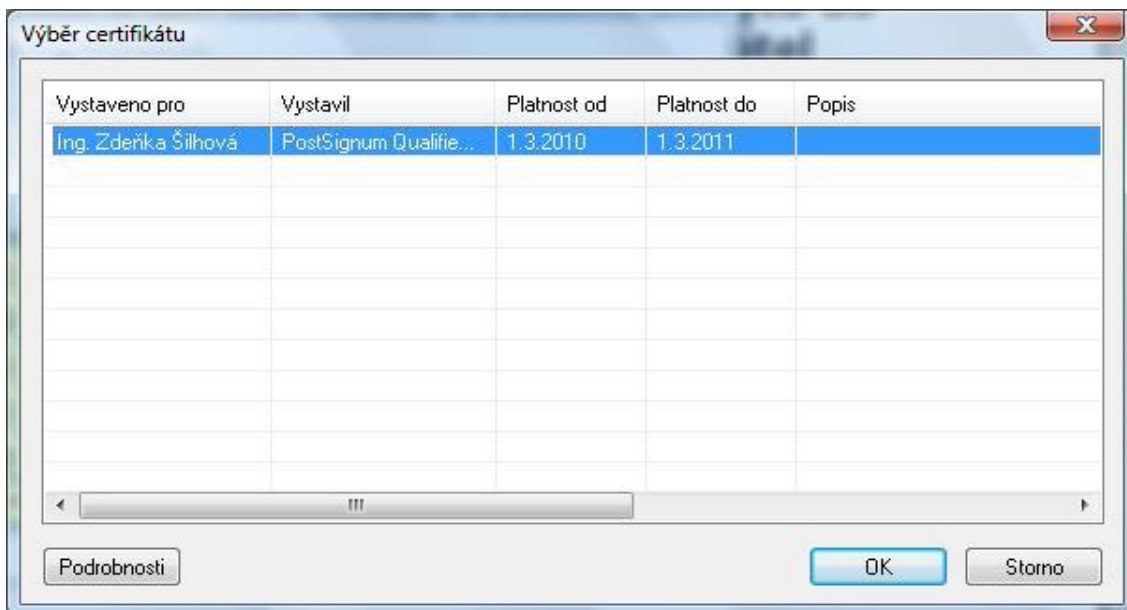 Výběr certifikátu
Vystaveno pro Vystavil Platnost od Platnost do Popis
Ing. Zdeňka Šilhová PostSignum Qualifie... 1.3.2010 1.3.2011
Podrobnosti OK Storno